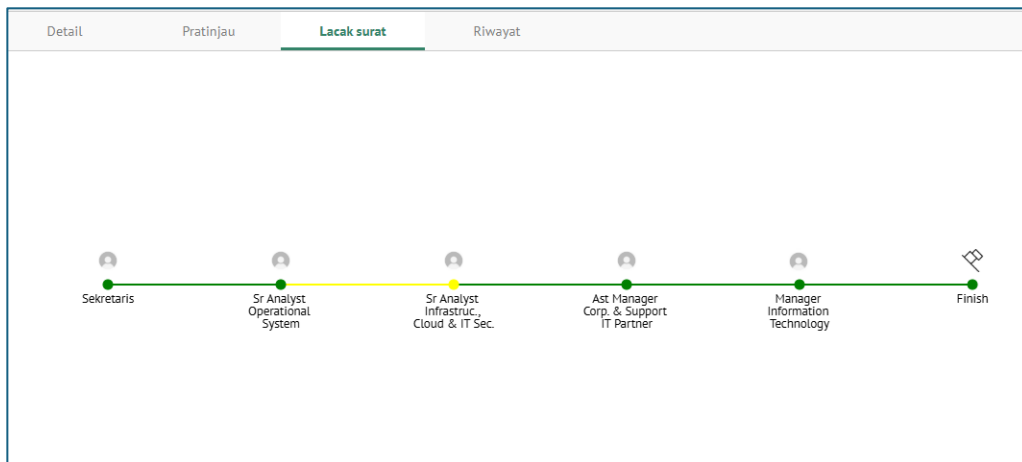 Detail
Pratinjau
Lacak surat
Riwayat
Sekretaris
Sr Analyst
Operational
System
Sr Analyst
Infrastruc.,
Cloud & IT Sec.
Ast Manager
Corp. & Support
IT Partner
Manager
Information
Technology
Finish